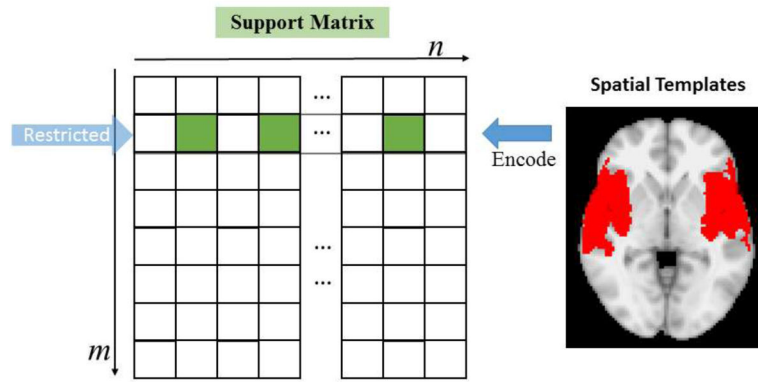 Support Matrix
n
Spatial Templates
...
Restricted
...
Encode
...
...
m